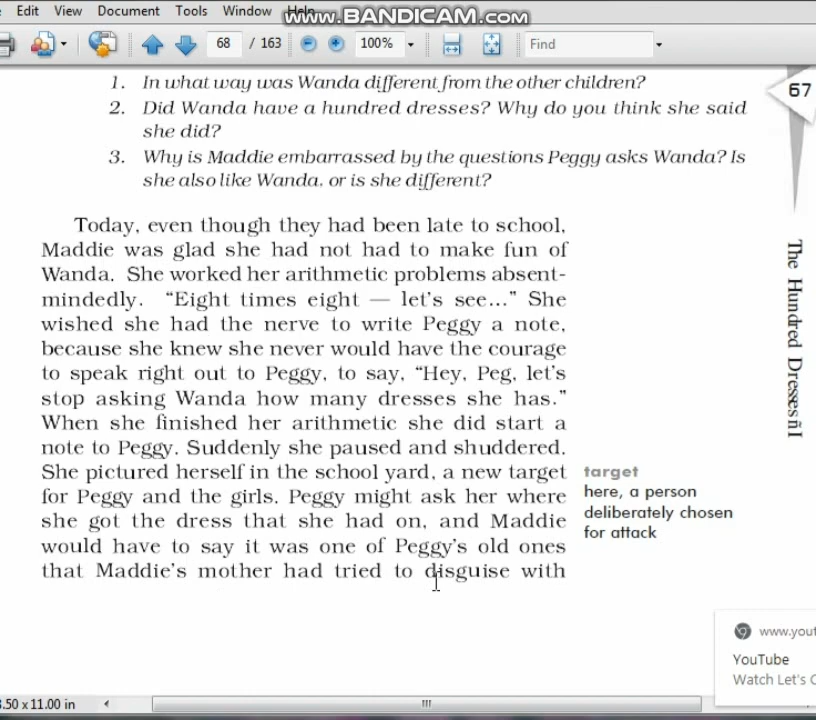 Edit View Document Tools Window Help
www.BANDICAM.com
68 / 163 100% Find
1. In what way was Wanda different from the other children?
2. Did Wanda have a hundred dresses? Why do you think she said
she did?
3. Why is Maddie embarrassed by the questions Peggy asks Wanda? Is
she also like Wanda, or is she different?
67
The Hundred DressesñI
Today, even though they had been late to school,
Maddie was glad she had not had to make fun of
Wanda. She worked her arithmetic problems absent-
mindedly. “Eight times eight — let's see...” She
wished she had the nerve to write Peggy a note,
because she knew she never would have the courage
to speak right out to Peggy, to say, “Hey, Peg, let's
stop asking Wanda how many dresses she has.”
When she finished her arithmetic she did start a
note to Peggy. Suddenly she paused and shuddered.
She pictured herself in the school yard, a new target
for Peggy and the girls. Peggy might ask her where
she got the dress that she had on, and Maddie
would have to say it was one of Peggy's old ones
that Maddie's mother had tried to disguise with
target
here, a person
deliberately chosen
for attack
www.yout
YouTube
Watch Let's C
8.50 x 11.00 in